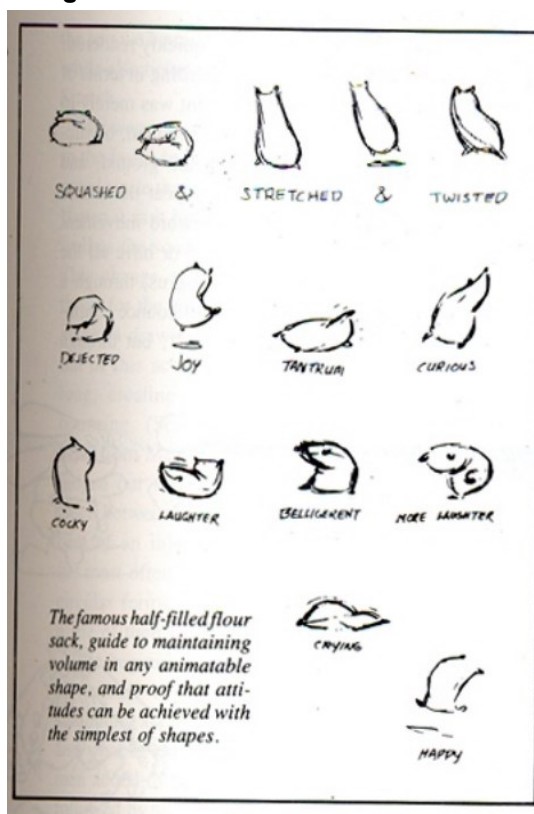 SQUASHED & STRETCHED & TWISTED
DEJECTED JOY TANTRUM CURIOUS
COCKY LAUGHTER BELLIGERENT MORE LAUGHTER
CRYING
The famous half-filled flour
sack, guide to maintaining
volume in any animatable
shape, and proof that atti-
tudes can be achieved with
the simplest of shapes.
HAPPY